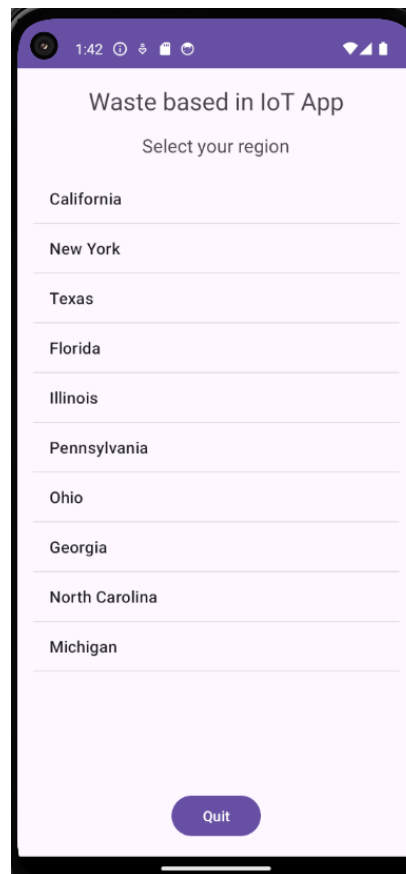 1:42
Waste based in IoT App
Select your region
California
New York
Texas
Florida
Illinois
Pennsylvania
Ohio
Georgia
North Carolina
Michigan
Quit